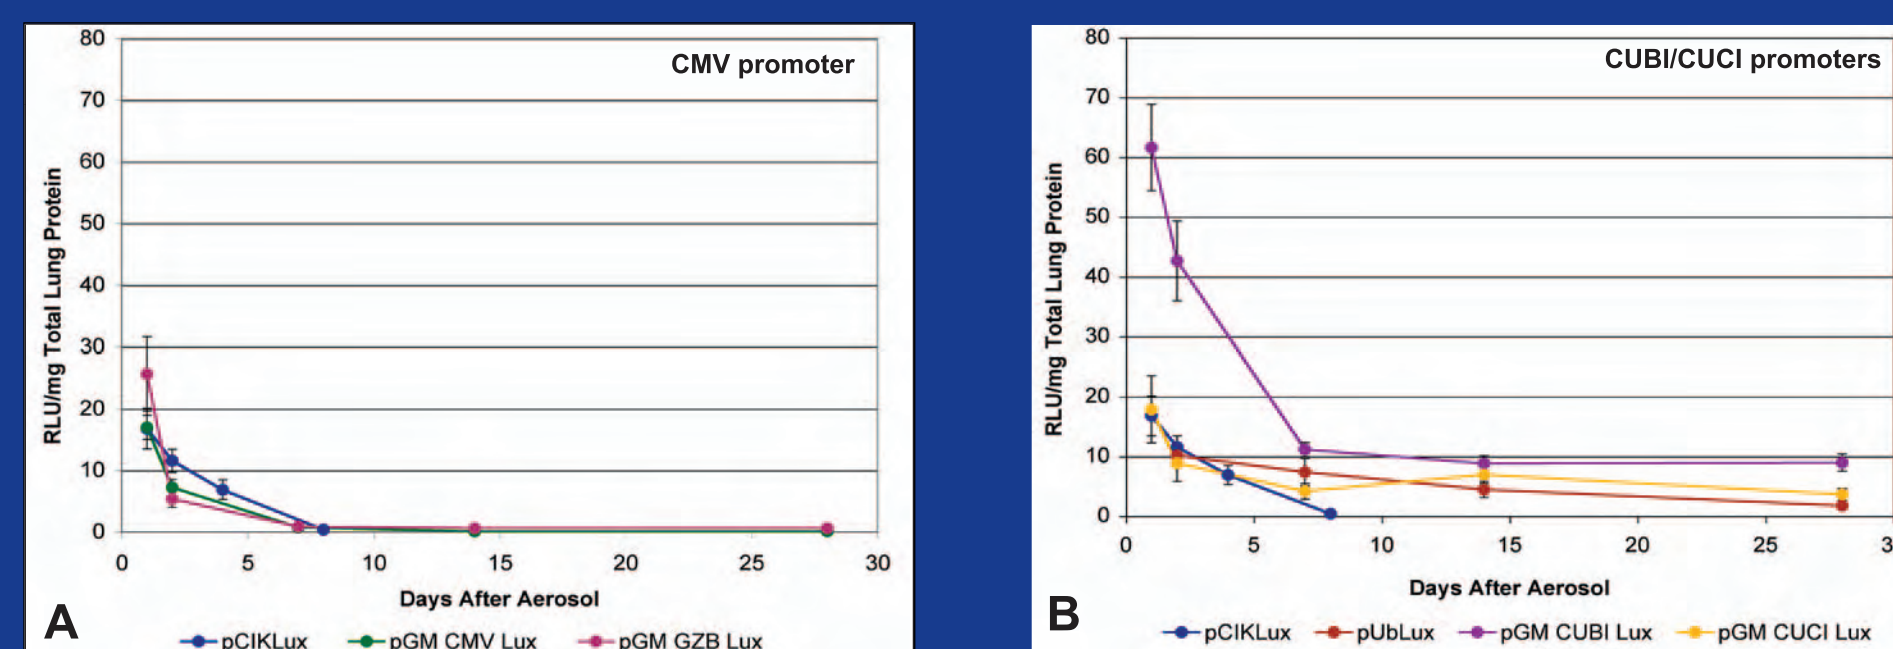 80
CMV promoter
70
60
50
40
30
20
10
0
0 5 10 15 20 25 30
RLU/mg Total Lung Protein
Days After Aerosol
A
pCIKLux pGM CMV Lux pGM GZB Lux
80
CUBI/CUCI promoters
70
60
50
40
30
20
10
0
0 5 10 15 20 25
RLU/mg Total Lung Protein
Days After Aerosol
B
pCIKLux pUbLux pGM CUBI Lux pGM CUCI Lux